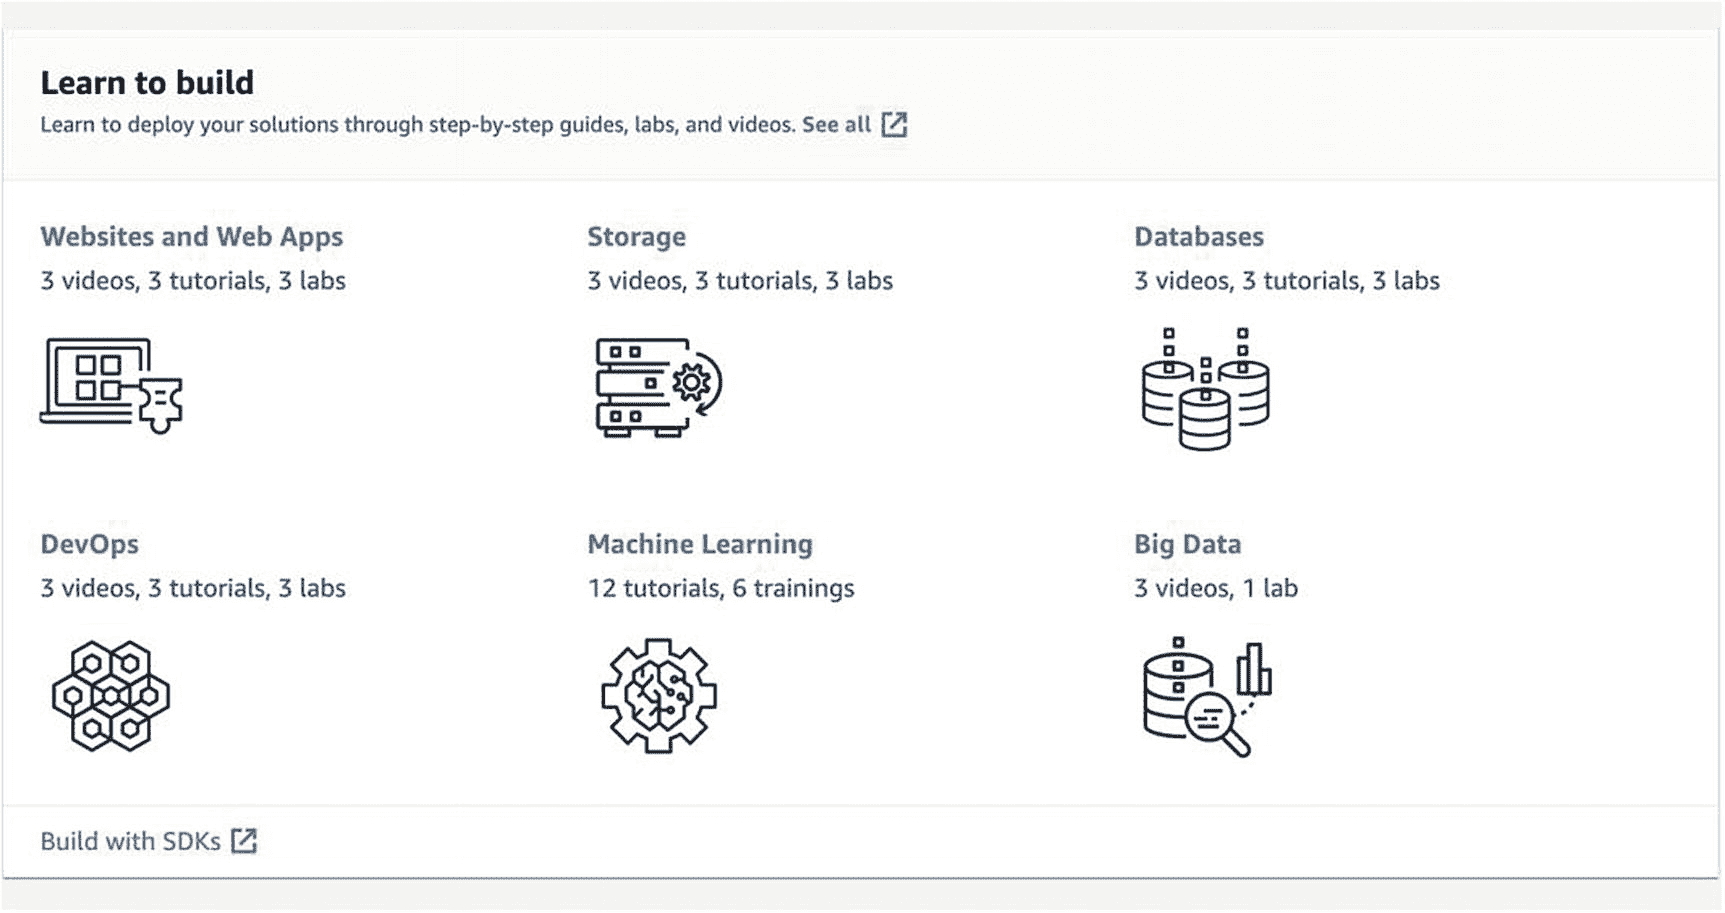 Learn to build
Learn to deploy your solutions through step-by-step guides, labs, and videos. See all
Websites and Web Apps
3 videos, 3 tutorials, 3 labs
Storage
3 videos, 3 tutorials, 3 labs
Databases
3 videos, 3 tutorials, 3 labs
DevOps
3 videos, 3 tutorials, 3 labs
Machine Learning
12 tutorials, 6 trainings
Big Data
3 videos, 1 lab
Build with SDKs